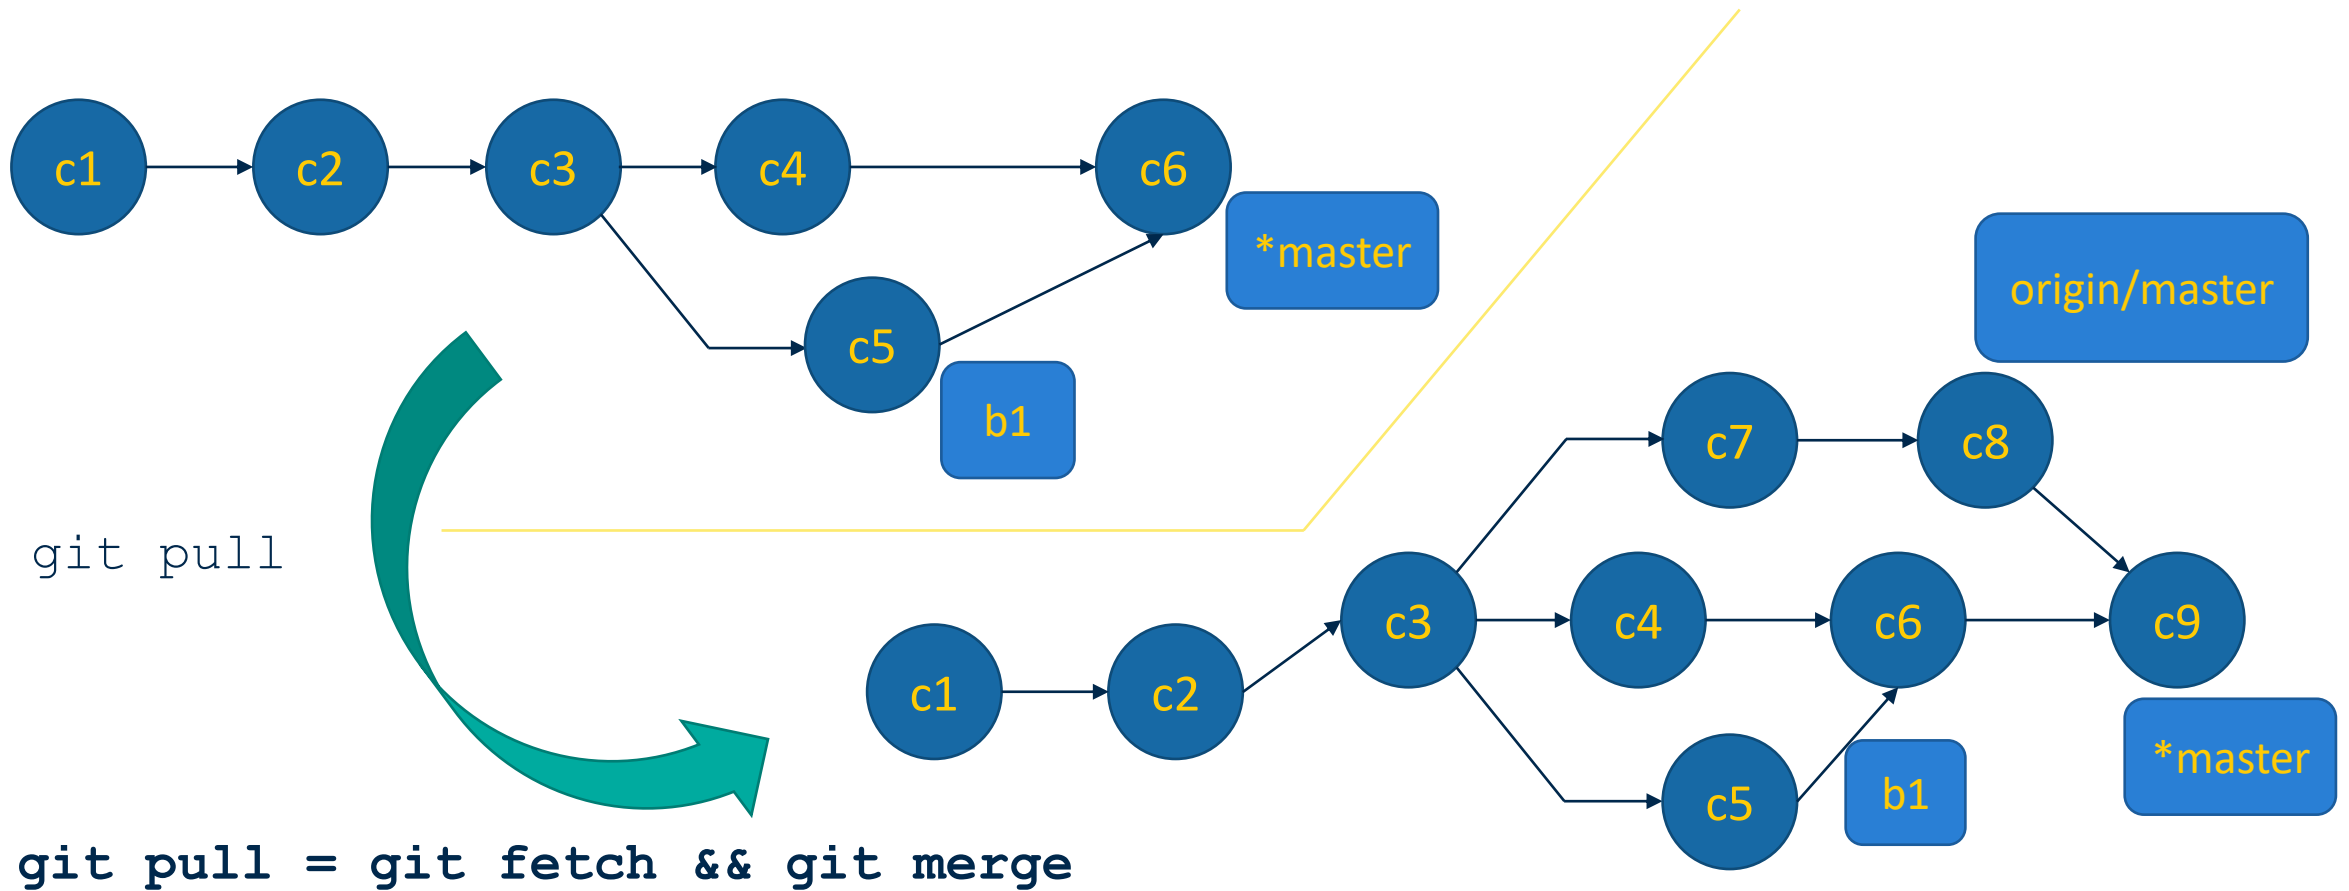 c1
c2
c3
c4
c6
*master
c5
b1
origin/master
git pull
c7
c8
c3
c4
c6
c9
c1
c2
*master
c5
b1
git pull = git fetch && git merge